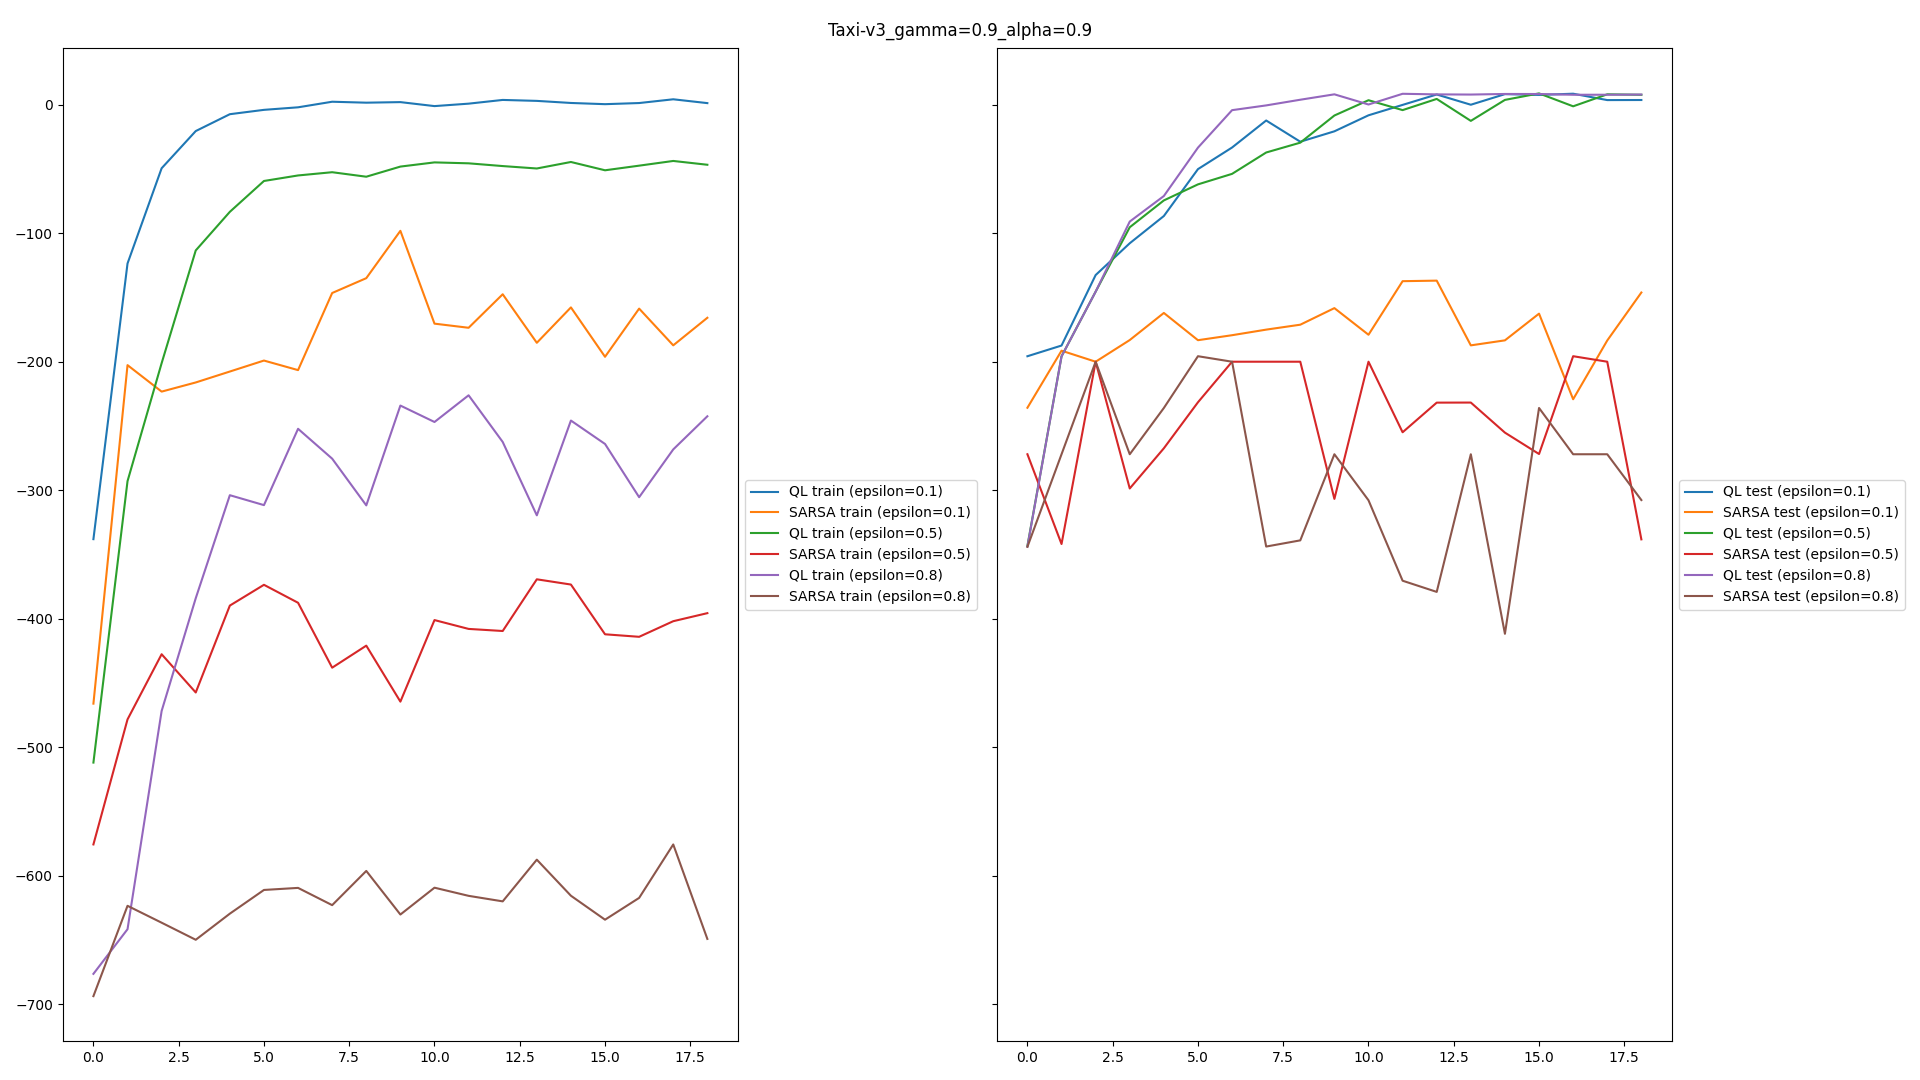 Taxi-v3_gamma=0.9_alpha=0.9
0
−100
−200
−300
−400
−500
−600
−700
0.0 2.5 5.0 7.5 10.0 12.5 15.0 17.5
QL train (epsilon=0.1)
SARSA train (epsilon=0.1)
QL train (epsilon=0.5)
SARSA train (epsilon=0.5)
QL train (epsilon=0.8)
SARSA train (epsilon=0.8)
0.0 2.5 5.0 7.5 10.0 12.5 15.0 17.5
QL test (epsilon=0.1)
SARSA test (epsilon=0.1)
QL test (epsilon=0.5)
SARSA test (epsilon=0.5)
QL test (epsilon=0.8)
SARSA test (epsilon=0.8)